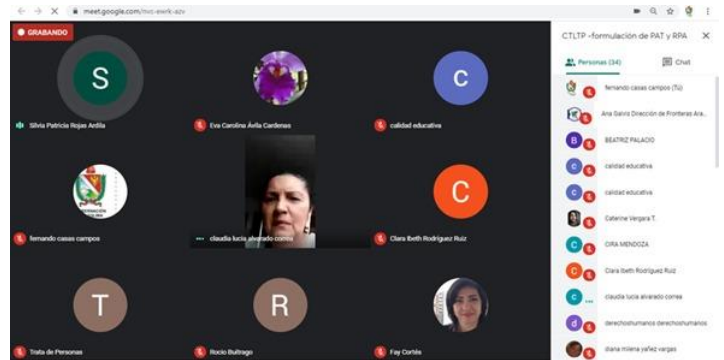 meet.google.com/nvc-ewrk-azv
GRABANDO
S
Silvia Patricia Rojas Ardila
Eva Carolina Ávila Cardenas
C
calidad educativa
fernando casas campos
claudia lucia alvarado correa
C
Clara Ibeth Rodríguez Ruiz
T
Trata de Personas
R
Rocio Buitrago
Fay Cortés
CTLTP -formulación de PAT y RPA
Personas (34)
Chat
fernando casas campos (Tú)
Ana Galvis Dirección de Fronteras Ara...
B
BEATRIZ PALACIO
c
calidad educativa
c
calidad educativa
Caterine Vergara T.
C
CIRA MENDOZA
C
Clara Ibeth Rodríguez Ruiz
c
claudia lucia alvarado correa
d
derechoshumanos derechoshumanos
diana milena yañez vargas